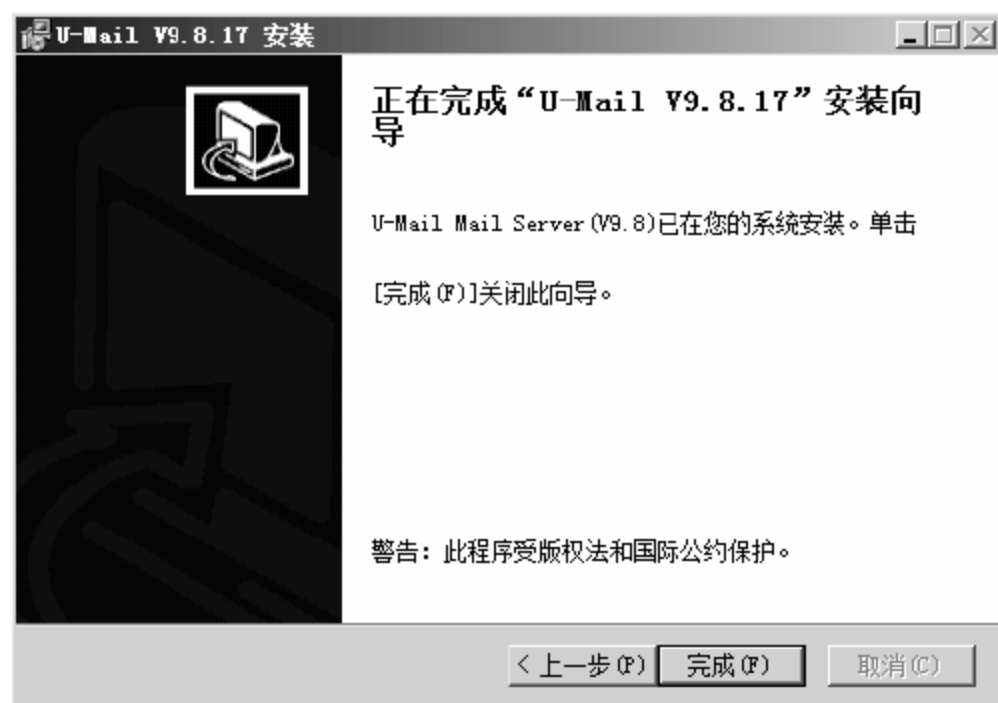 U-Mail V9.8.17 安装
正在完成“U-Mail V9.8.17”安装向
导
U-Mail Mail Server(V9.8)已在您的系统安装。单击
[完成(F)]关闭此向导。
警告: 此程序受版权法和国际公约保护。
< 上一步(P)
完成(F)
取消(C)